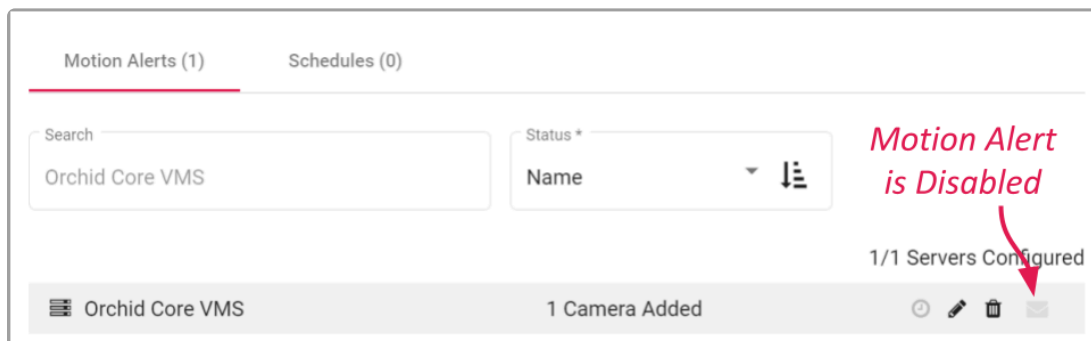 Motion Alerts (1)
Schedules (0)
Search
Orchid Core VMS
Status *
Name
Motion Alert
is Disabled
1/1 Servers Configured
Orchid Core VMS
1 Camera Added